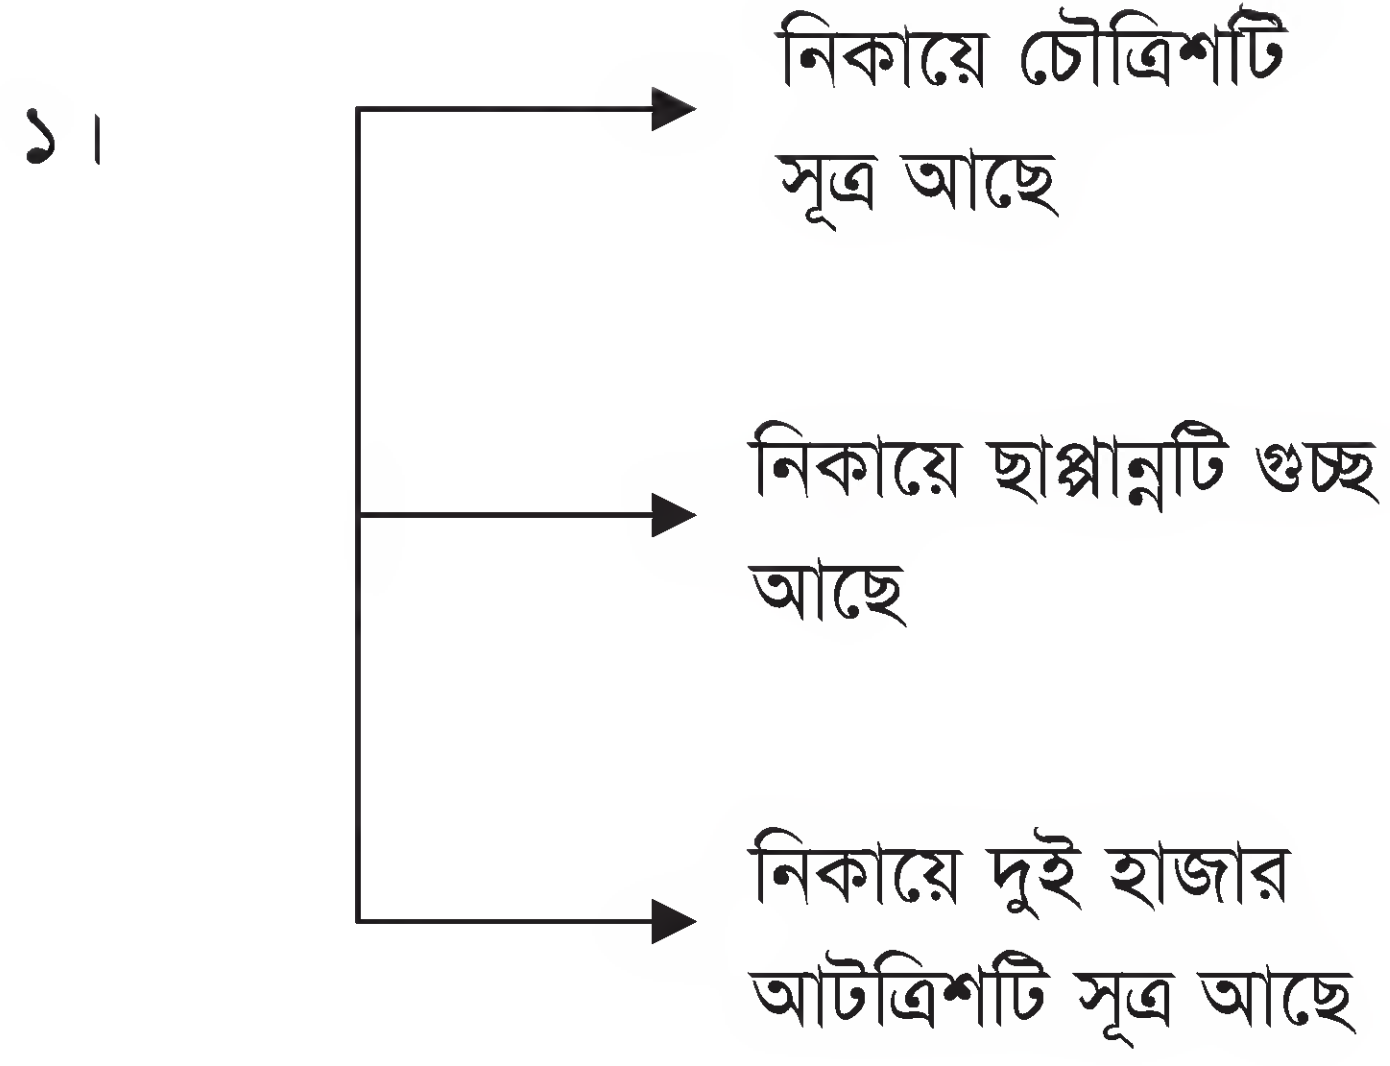 ১।
নিকায়ে চৌত্রিশটি
সূত্র আছে
নিকায়ে ছাপ্পান্নটি গুচ্ছ
আছে
নিকায়ে দুই হাজার
আটত্রিশটি সূত্র আছে